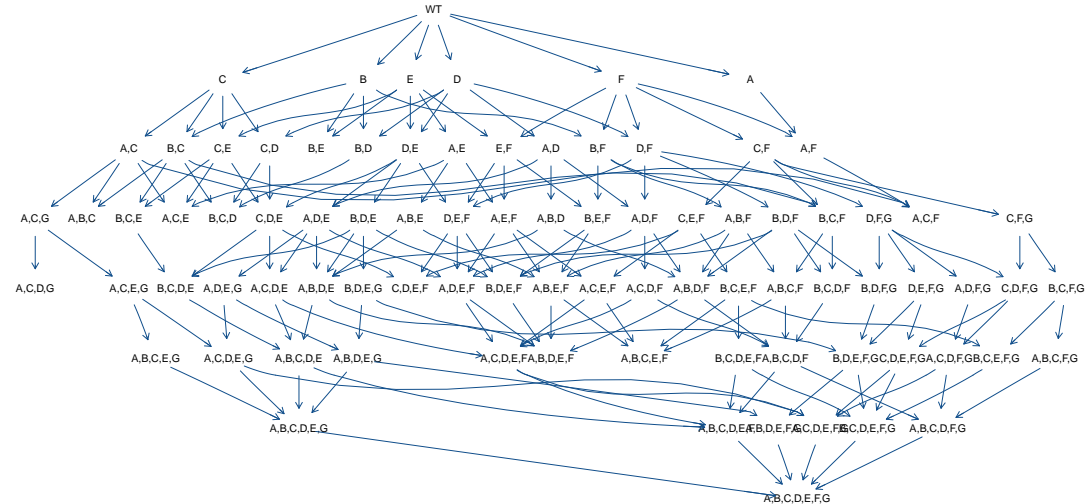 WT
C B E D F A
A,C B,C C,E C,D B,E B,D D,E A,E E,F A,D B,F D,F C,F A,F
A,C,G A,B,C B,C,E A,C,E B,C,D C,D,E A,D,E B,D,E A,B,E D,E,F A,E,F A,B,D B,E,F A,D,F C,E,F A,B,F B,D,F B,C,F D,F,G A,C,F C,F,G
A,C,D,G A,C,E,G B,C,D,E A,D,E,G A,C,D,E A,B,D,E B,D,E,G C,D,E,F A,D,E,F B,D,E,F A,B,E,F A,C,E,F A,C,D,F A,B,D,F B,C,E,F A,B,C,F B,C,D,F B,D,F,G D,E,F,G A,D,F,G C,D,F,G B,C,F,G
A,B,C,E,G A,C,D,E,G A,B,C,D,E A,B,D,E,G A,C,D,E,F A,B,D,E,F A,B,C,E,F B,C,D,E,F A,B,C,D,F B,D,E,F,G C,D,E,F,G A,C,D,F,G B,C,E,F,G A,B,C,F,G
A,B,C,D,E,G A,B,C,D,E,F A,B,D,E,F,G A,C,D,E,F,G B,C,D,E,F,G A,B,C,D,F,G
A,B,C,D,E,F,G